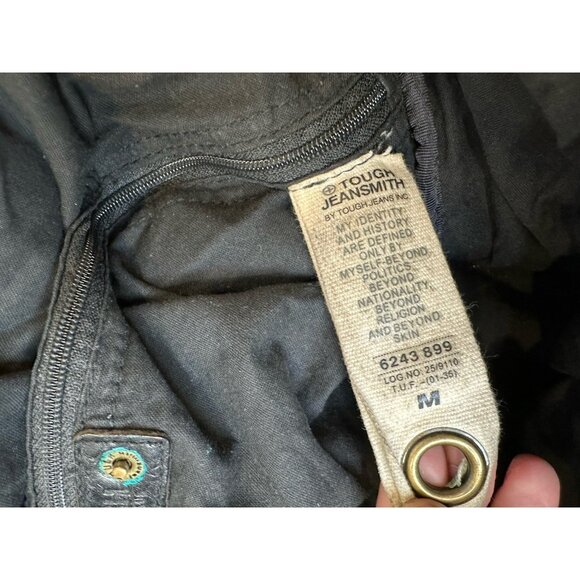 TOUGH
JEANSMITH
BY TOUGH JEANS INC
MY IDENTITY
AND HISTORY
ARE DEFINED
ONLY BY
MYSELF-BEYOND
POLITICS
BEYOND
NATIONALITY,
BEYOND
RELIGION
AND BEYOND
SKIN
6243 899
LOG NO. 25/9110
T.U.F.-(01-35)
M